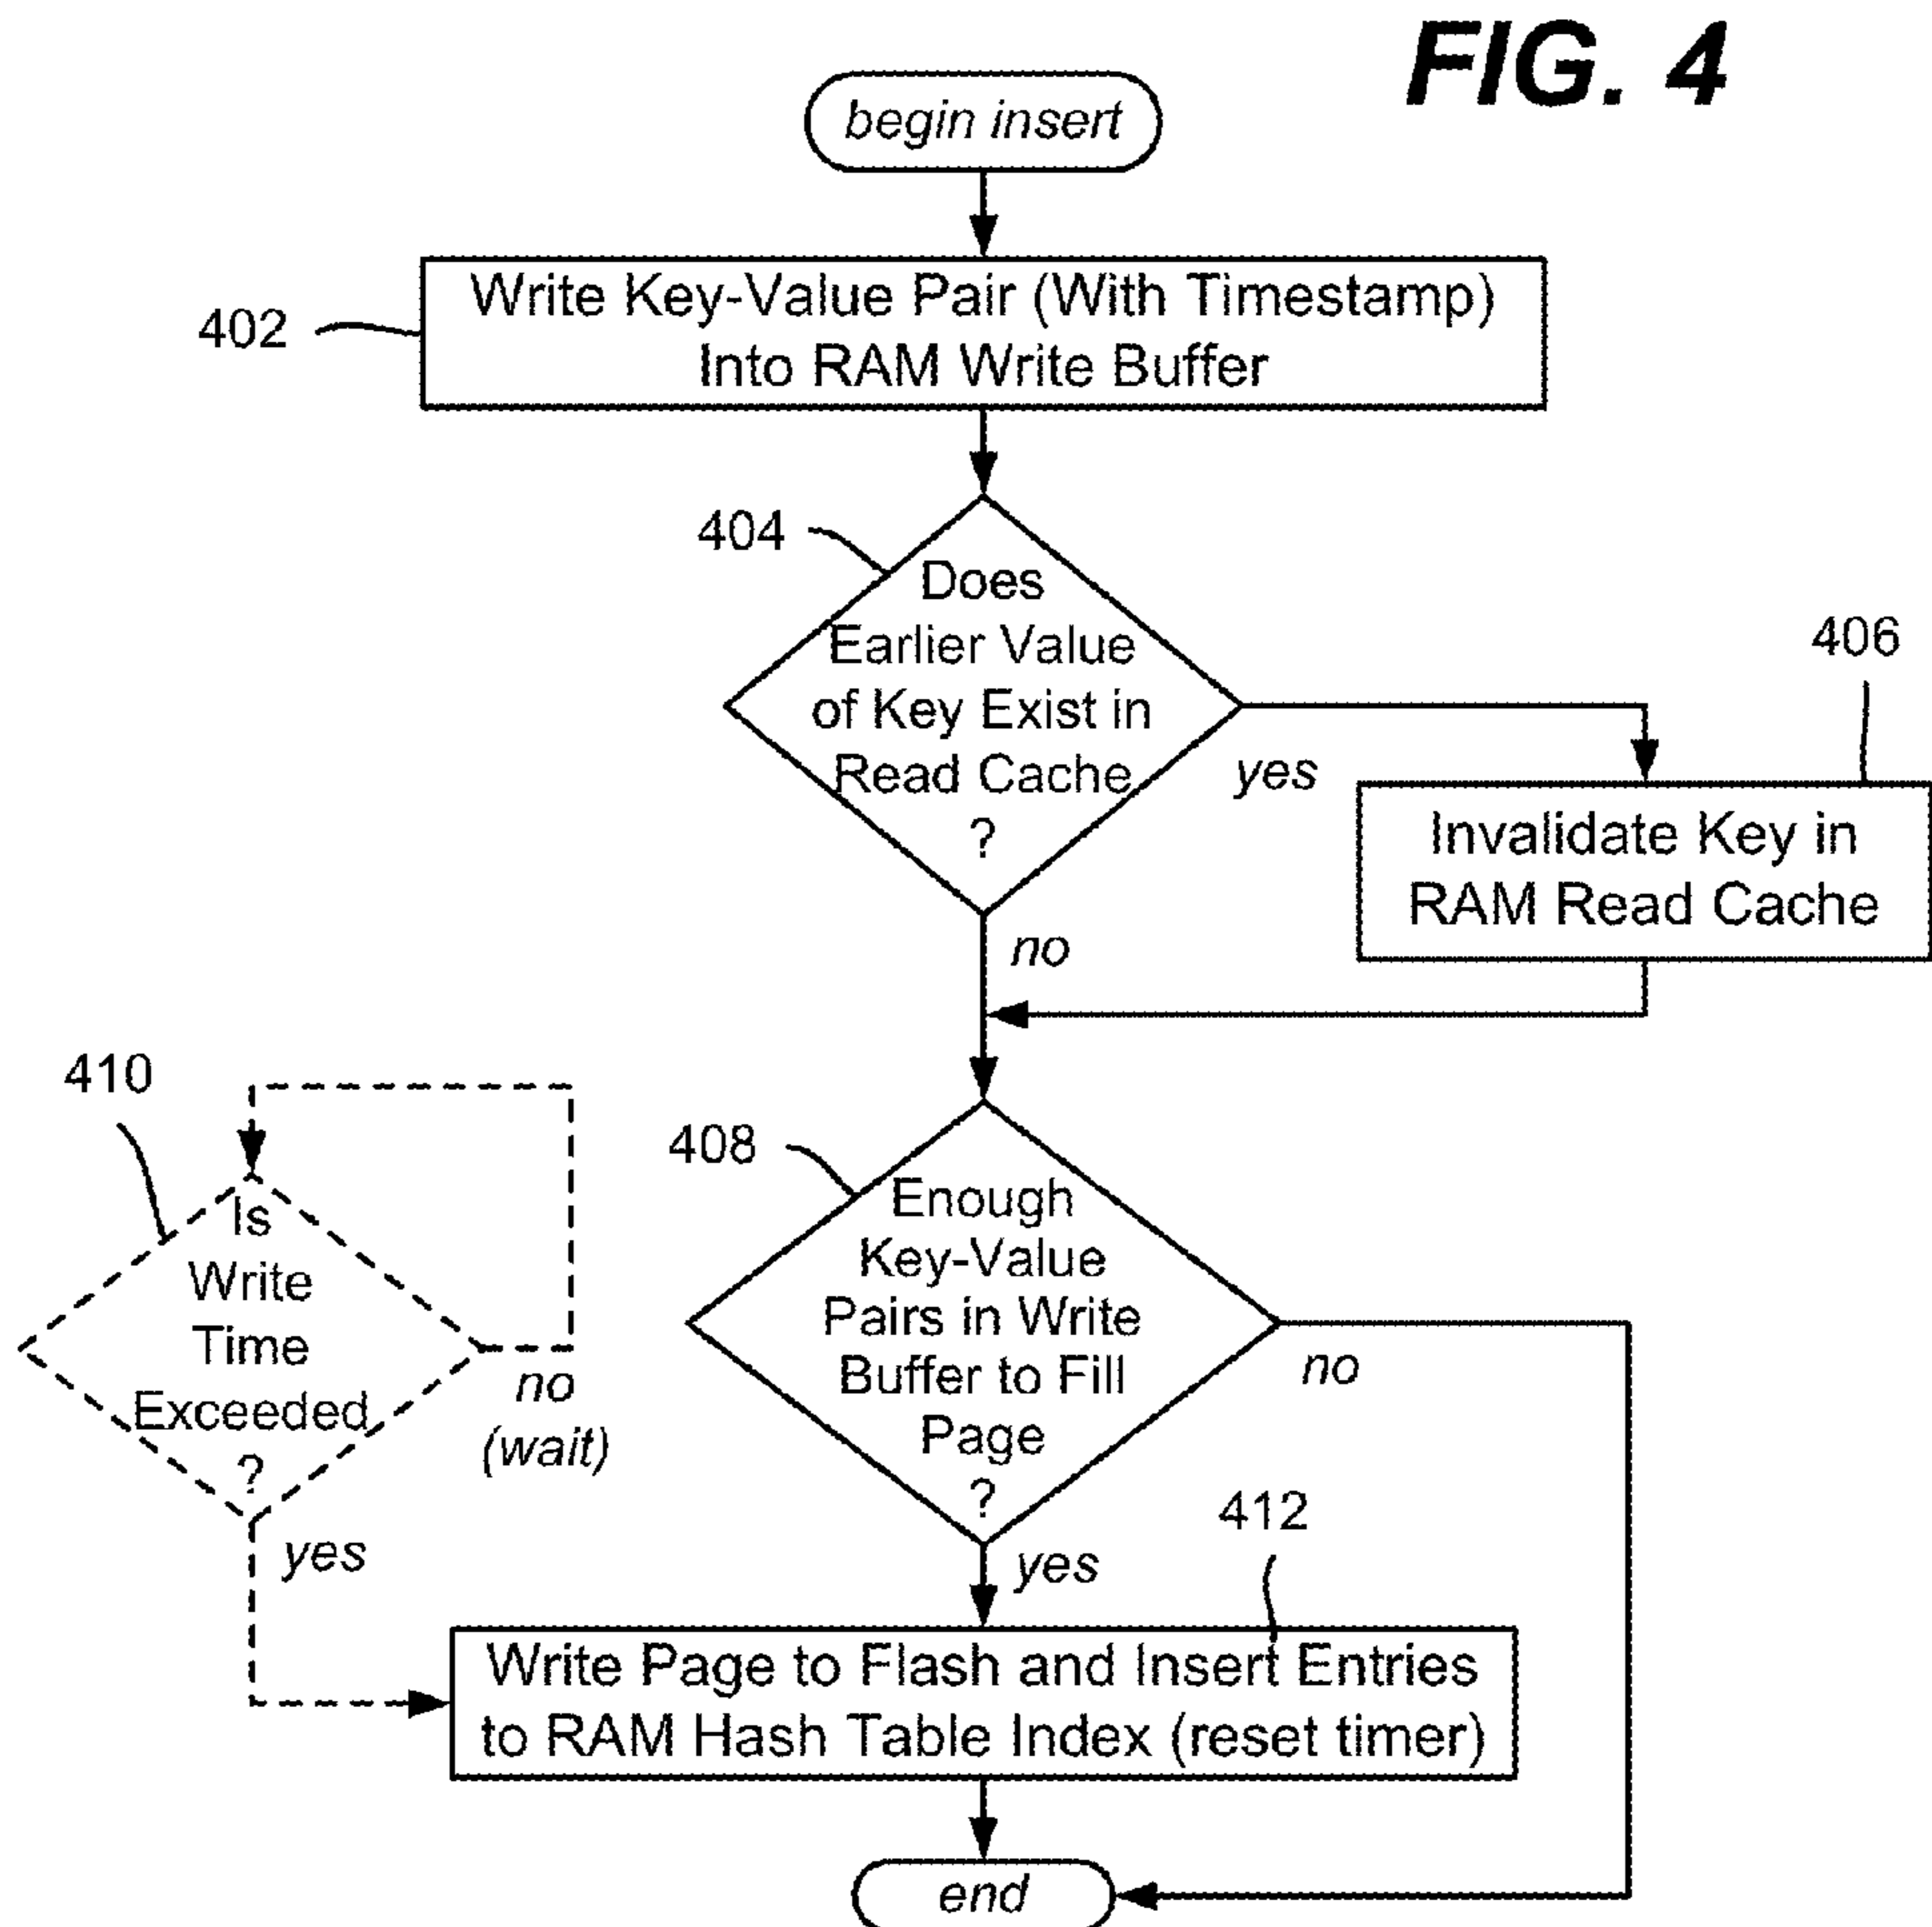 FIG. 4
begin insert
402
Write Key-Value Pair (With Timestamp)
Into RAM Write Buffer
404
Does
Earlier Value
of Key Exist in
Read Cache
?
yes
no
406
Invalidate Key in
RAM Read Cache
410
Is
Write
Time
Exceeded
?
no
(wait)
yes
408
Enough
Key-Value
Pairs in Write
Buffer to Fill
Page
?
no
yes
412
Write Page to Flash and Insert Entries
to RAM Hash Table Index (reset timer)
end